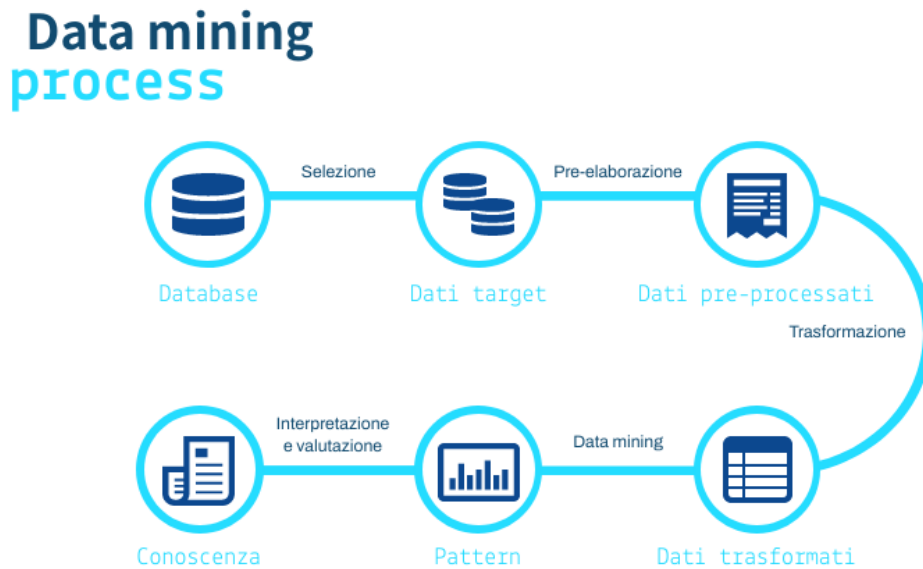 Data mining
process
Selezione
Pre-elaborazione
Database
Dati target
Dati pre-processati
Trasformazione
Interpretazione
e valutazione
Data mining
Conoscenza
Pattern
Dati trasformati